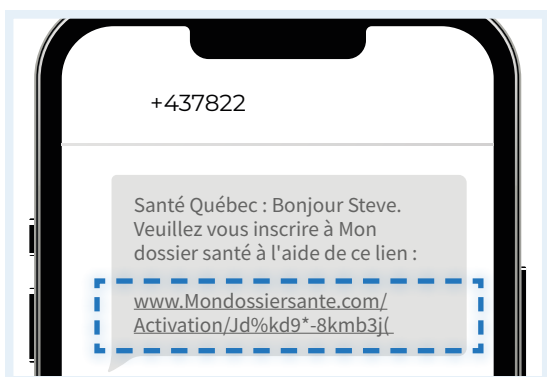 +437822
Santé Québec : Bonjour Steve.
Veuillez vous inscrire à Mon
dossier santé à l'aide de ce lien :
www.Mondossiersante.com/
Activation/Jd%kd9*-8kmb3j(